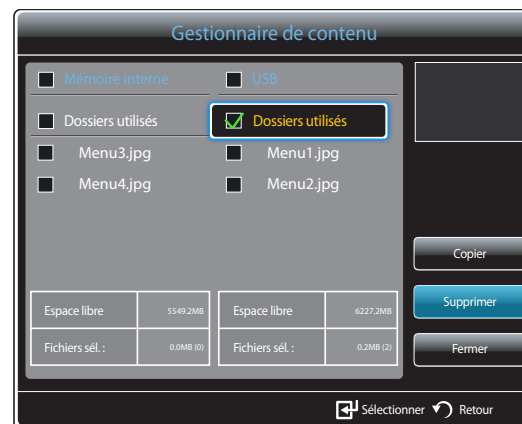 Gestionnaire de contenu
Mémoire interne USB
Dossiers utilisés Dossiers utilisés
Menu3.jpg Menu1.jpg
Menu4.jpg Menu2.jpg
Copier
Espace libre 5549.2MB Espace libre 6227.2MB Supprimer
Fichiers sél. : 0.0MB (0) Fichiers sél. : 0.2MB (2) Fermer
Sélectionner Retour